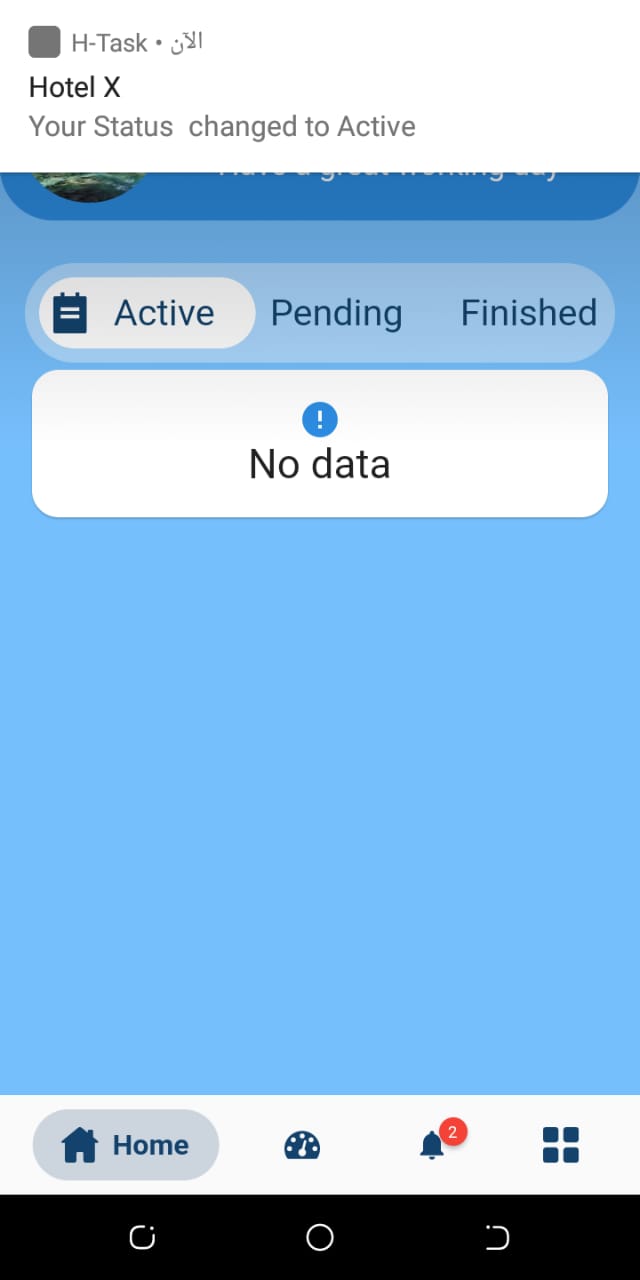 H-Task • الآن
Hotel X
Your Status  changed to Active
Have a great working day
Active
Pending
Finished
No data
Home
2